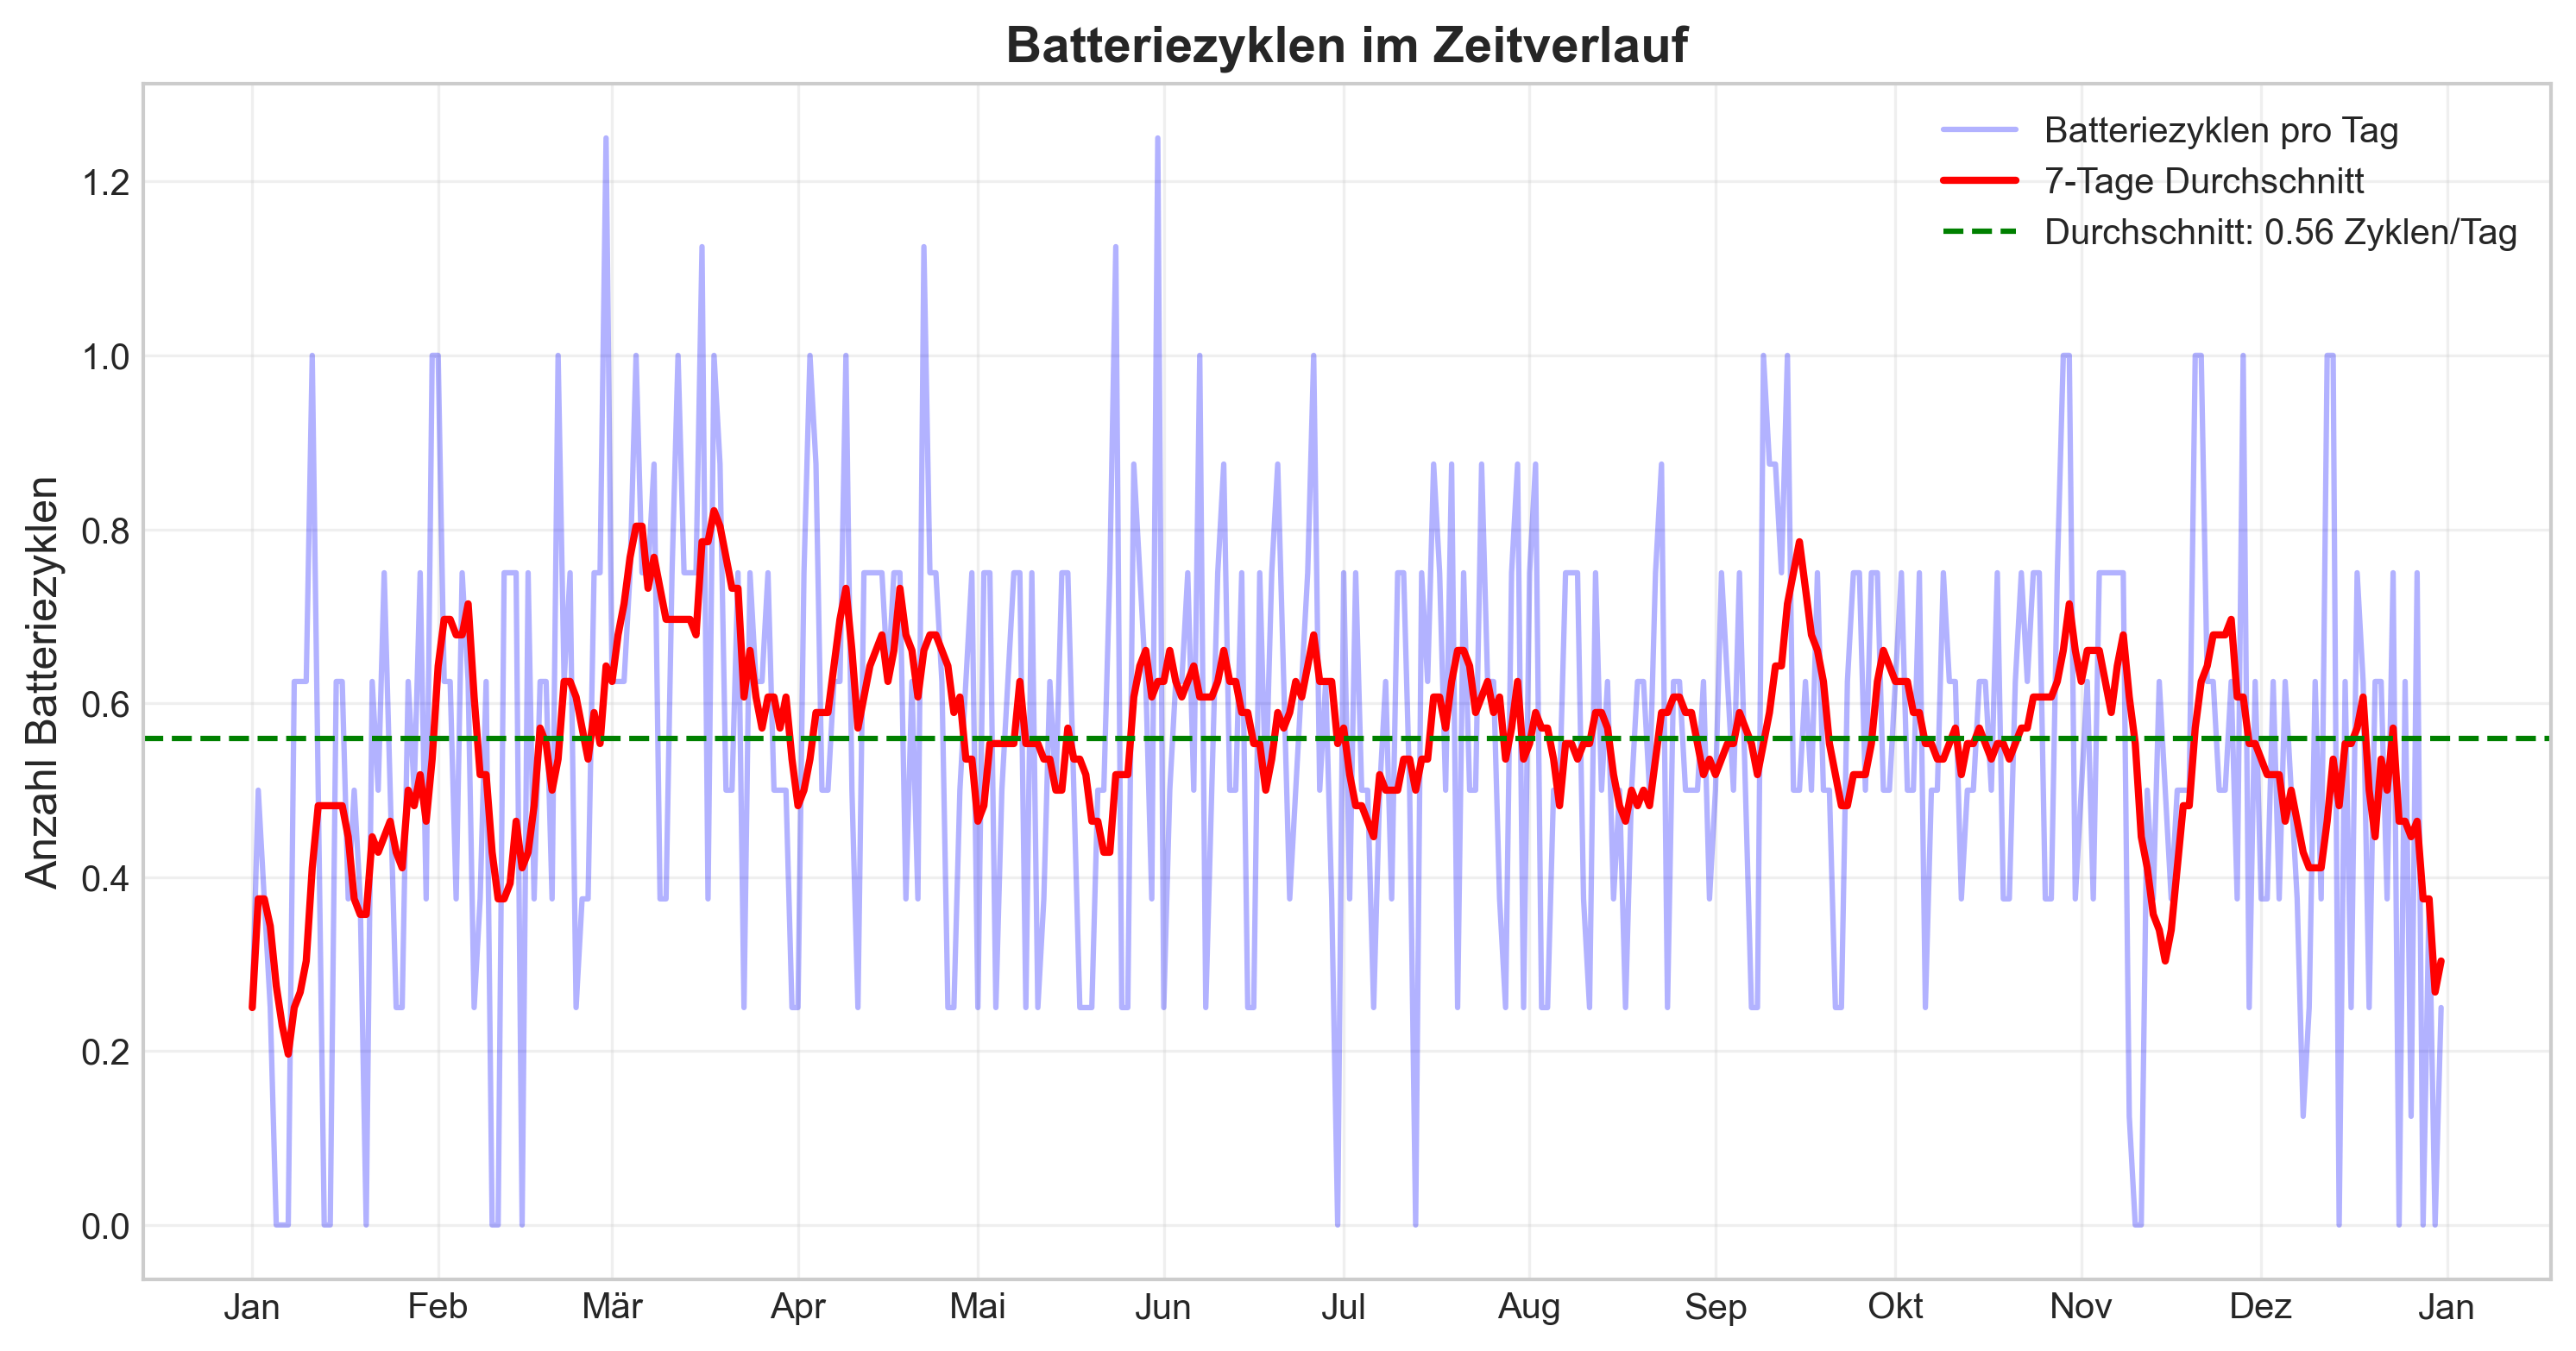 Batteriezyklen im Zeitverlauf
Batteriezyklen pro Tag
7-Tage Durchschnitt
Durchschnitt: 0.56 Zyklen/Tag
Anzahl Batteriezyklen
1.2
1.0
0.8
0.6
0.4
0.2
0.0
Jan Feb Mär Apr Mai Jun Jul Aug Sep Okt Nov Dez Jan